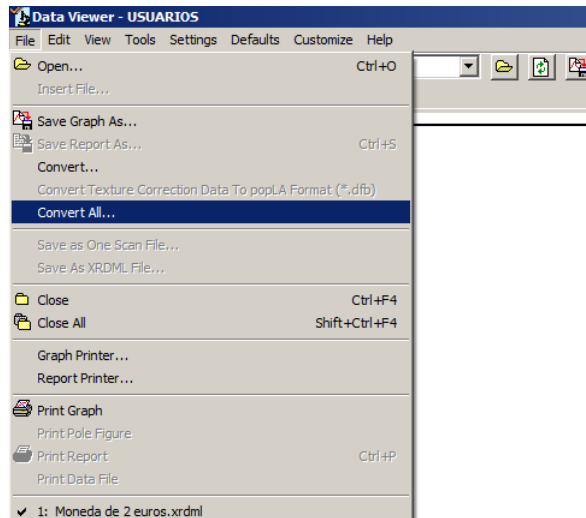 Data Viewer - USUARIOS
File Edit View Tools Settings Defaults Customize Help
Open... Ctrl+O
Insert File...
Save Graph As...
Save Report As... Ctrl+S
Convert...
Convert Texture Correction Data To popLA Format (*.dfb)
Convert All...
Save as One Scan File...
Save As XRDML File...
Close Ctrl+F4
Close All Shift+Ctrl+F4
Graph Printer...
Report Printer...
Print Graph
Print Pole Figure
Print Report Ctrl+P
Print Data File
1: Moneda de 2 euros.xrdml